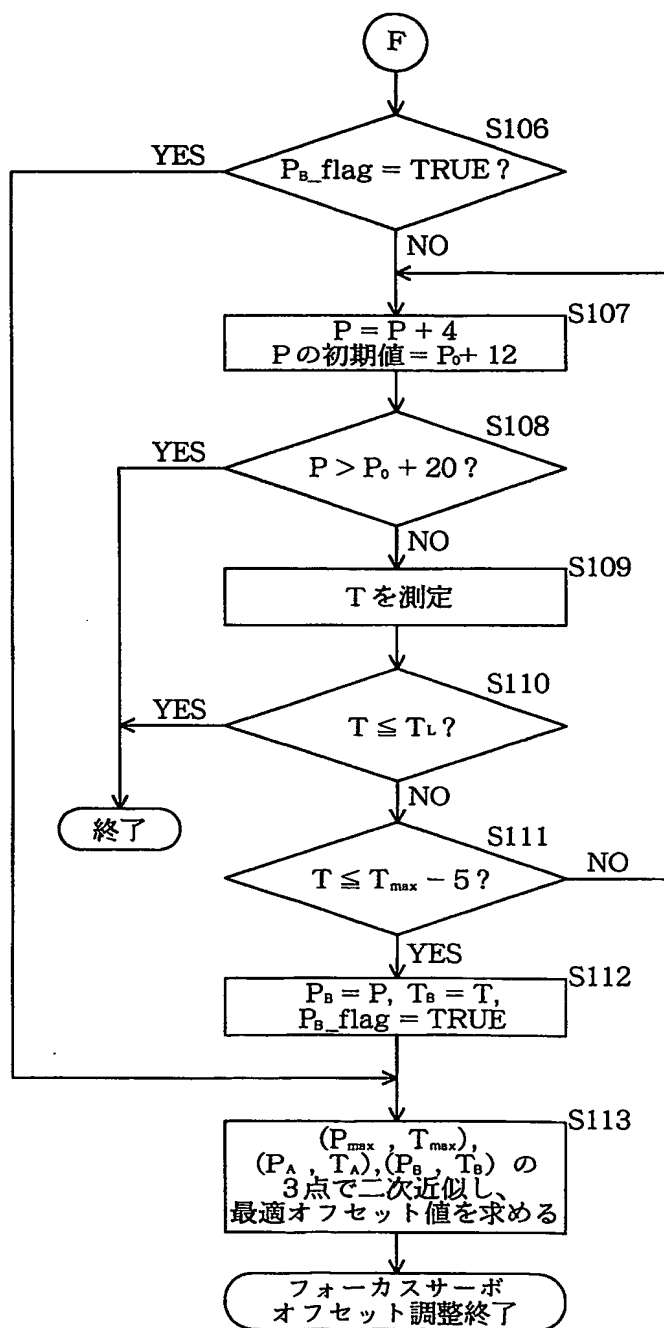 F
S106
YES
P_B_flag = TRUE ?
NO
S107
P = P + 4
Pの初期値 = P₀ + 12
S108
YES
P > P₀ + 20 ?
NO
S109
Tを測定
S110
YES
T ≦ T_L ?
NO
終了
S111
NO
T ≦ T_max − 5 ?
YES
S112
P_B = P, T_B = T,
P_B_flag = TRUE
S113
(P_max , T_max),
(P_A , T_A),(P_B , T_B) の
3点で二次近似し、
最適オフセット値を求める
フォーカスサーボ
オフセット調整終了